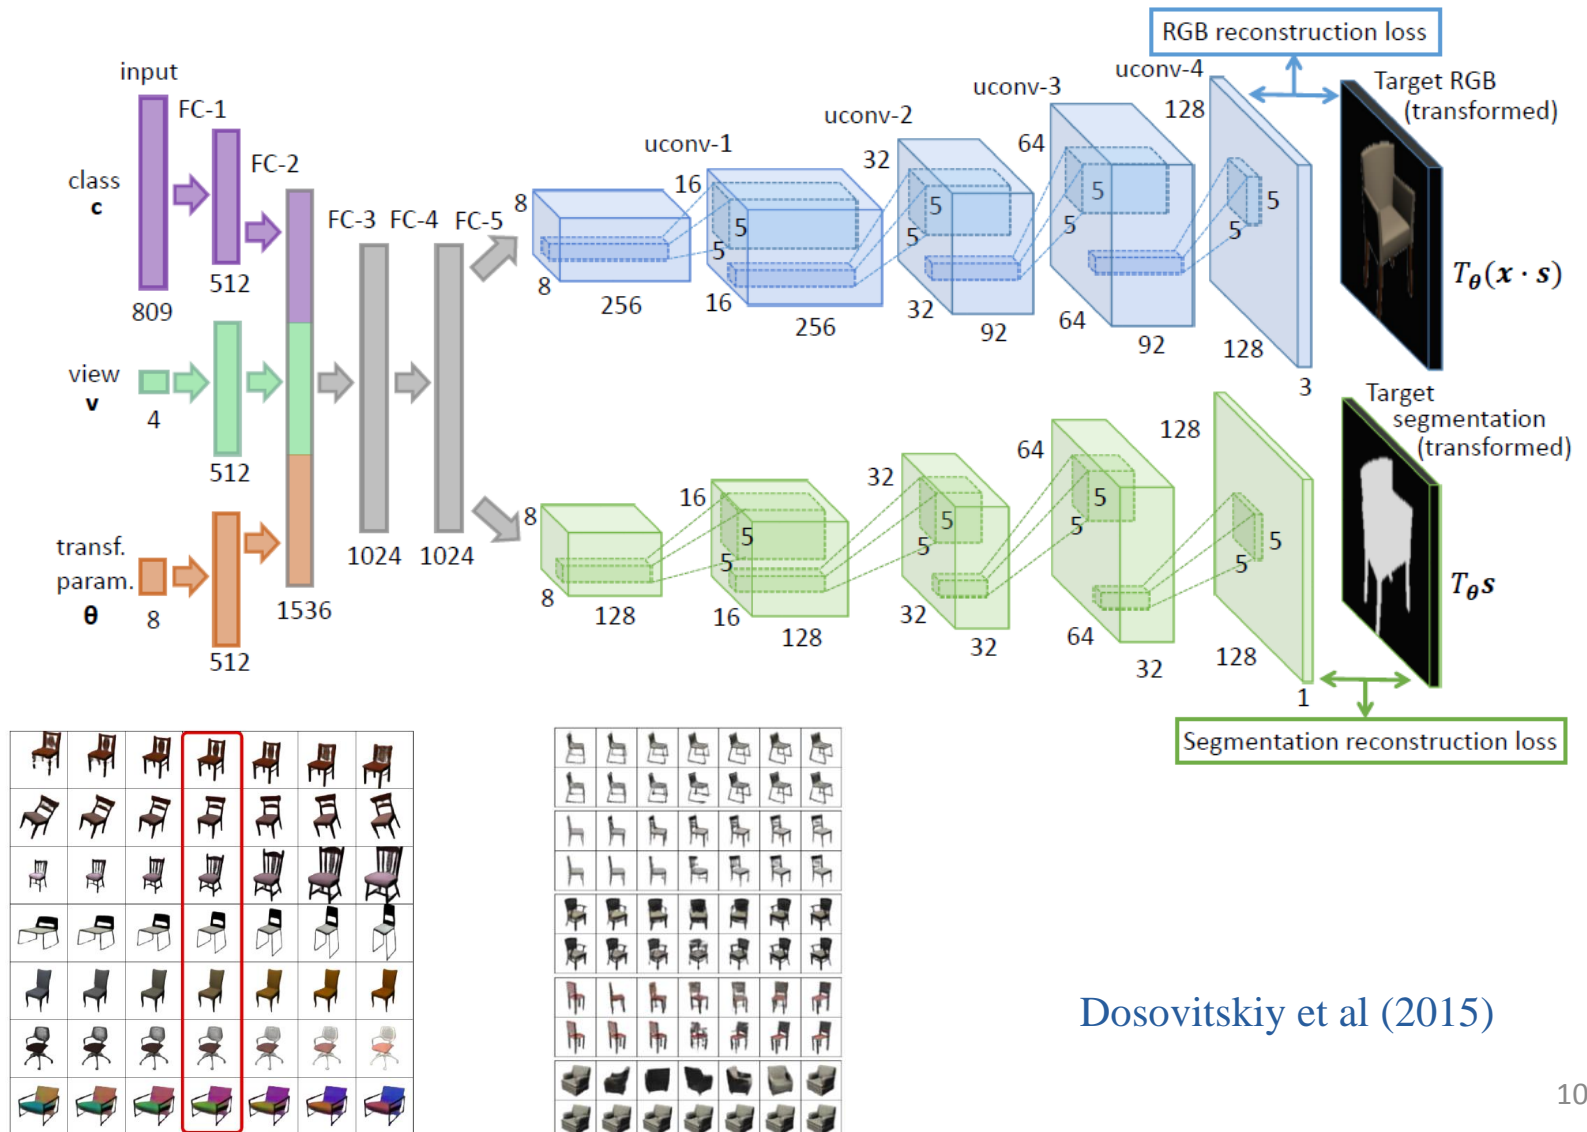 RGB reconstruction loss
input
FC-1
class
c
809
512
FC-2
view
v
4
512
transf.
param.
θ
8
512
1536
FC-3
FC-4
FC-5
1024
1024
uconv-1
uconv-2
uconv-3
uconv-4
8
8
256
16
5
5
16
256
32
5
5
32
92
64
5
5
64
92
128
5
5
128
3
Target RGB
(transformed)
Tθ(x · s)
8
8
128
16
5
5
16
128
32
5
5
32
32
64
5
5
64
32
128
5
5
128
1
Target
segmentation
(transformed)
Tθs
Segmentation reconstruction loss
Dosovitskiy et al (2015)
10